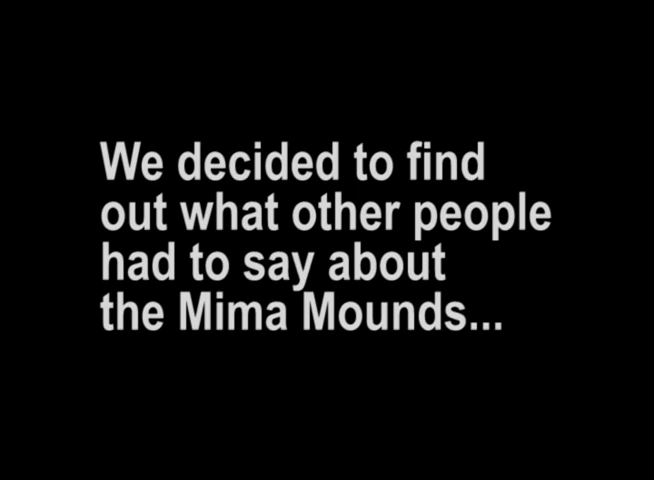 We decided to find
out what other people
had to say about
the Mima Mounds...